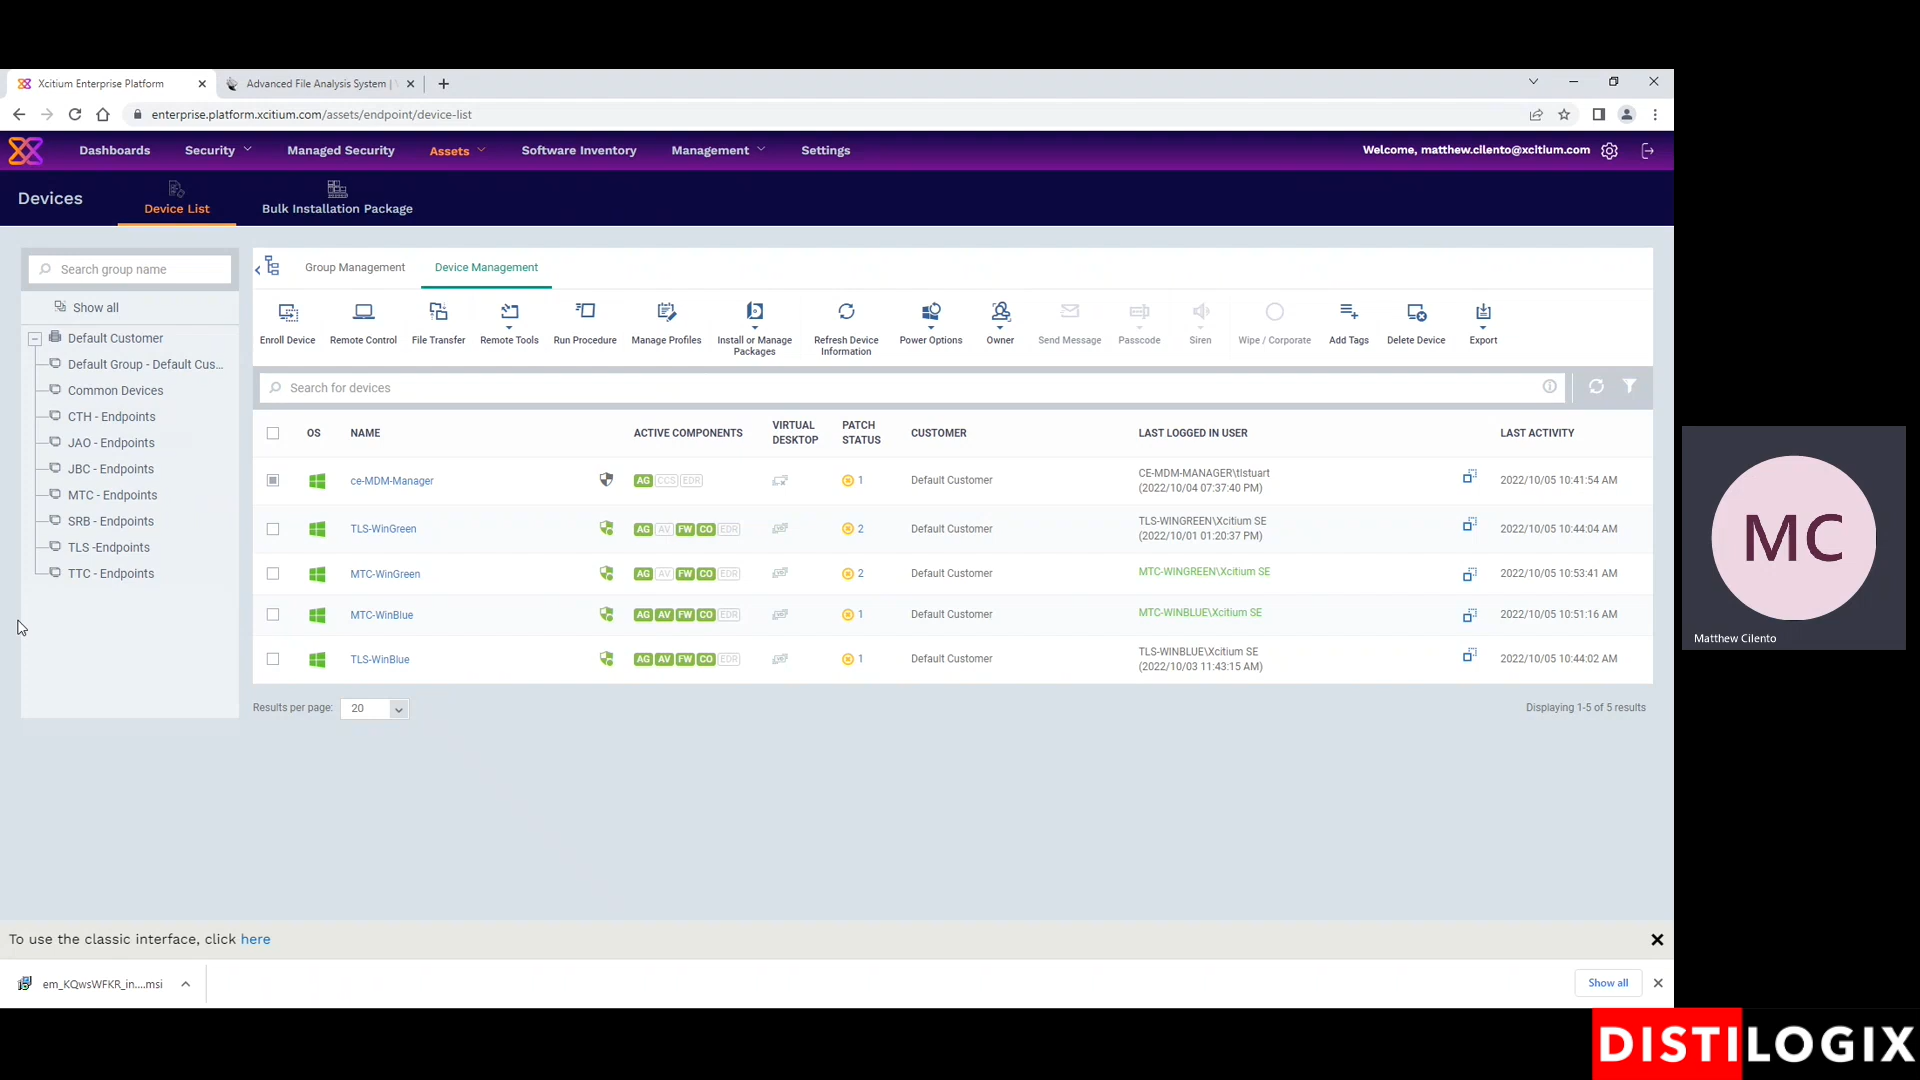 Xcitium Enterprise Platform
Advanced File Analysis System |
enterprise.platform.xcitium.com/assets/endpoint/device-list
Dashboards Security Managed Security Assets Software Inventory Management Settings Welcome, matthew.cilento@xcitium.com
Devices Device List Bulk Installation Package
Search group name
Show all
Default Customer
Default Group - Default Cus...
Common Devices
CTH - Endpoints
JAO - Endpoints
JBC - Endpoints
MTC - Endpoints
SRB - Endpoints
TLS -Endpoints
TTC - Endpoints
Group Management Device Management
Enroll Device Remote Control File Transfer Remote Tools Run Procedure Manage Profiles Install or Manage Packages Refresh Device Information Power Options Owner Send Message Passcode Siren Wipe / Corporate Add Tags Delete Device Export
Search for devices
OS NAME ACTIVE COMPONENTS VIRTUAL DESKTOP PATCH STATUS CUSTOMER LAST LOGGED IN USER LAST ACTIVITY
ce-MDM-Manager AG CCS EDR 1 Default Customer CE-MDM-MANAGER\tlstuart (2022/10/04 07:37:40 PM) 2022/10/05 10:41:54 AM
TLS-WinGreen AG AV FW CO EDR 2 Default Customer TLS-WINGREEN\Xcitium SE (2022/10/01 01:20:37 PM) 2022/10/05 10:44:04 AM
MTC-WinGreen AG AV FW CO EDR 2 Default Customer MTC-WINGREEN\Xcitium SE 2022/10/05 10:53:41 AM
MTC-WinBlue AG AV FW CO EDR 1 Default Customer MTC-WINBLUE\Xcitium SE 2022/10/05 10:51:16 AM
TLS-WinBlue AG AV FW CO EDR 1 Default Customer TLS-WINBLUE\Xcitium SE (2022/10/03 11:43:15 AM) 2022/10/05 10:44:02 AM
Results per page: 20 Displaying 1-5 of 5 results
To use the classic interface, click here
em_KQwsWFKR_in....msi
Show all
MC
Matthew Cilento
DISTILOGIX